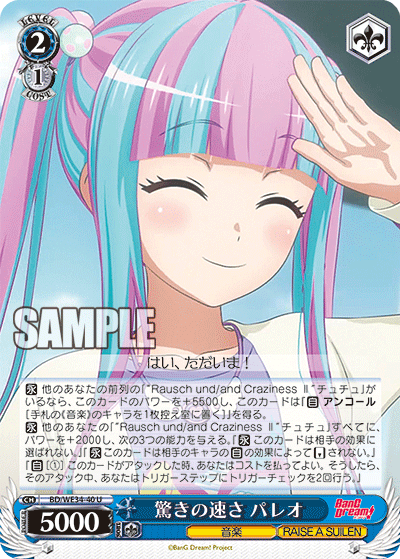 LEVEL
2
1
COST
SAMPLE
はい、ただいま！
永 他のあなたの前列の「“Rausch und/and Craziness Ⅱ”チュチュ」が
いるなら、このカードのパワーを+5500し、このカードは『自 アンコール
［手札の《音楽》のキャラを1枚控え室に置く］』を得る。
永 他のあなたの「“Rausch und/and Craziness Ⅱ”チュチュ」すべてに、
パワーを+2000し、次の3つの能力を与える。『永 このカードは相手の効果に
選ばれない。』『永 このカードは相手のキャラの自の効果によって【リバース】されない。』
『自［(1)］ このカードがアタックした時、あなたはコストを払ってよい。そうしたら、
そのアタック中、あなたはトリガーステップにトリガーチェックを2回行う。』
CH
BD/WE34-40 U
5000
驚きの速さ パレオ
BanG Dream!
音楽
RAISE A SUILEN
©BanG Dream! Project